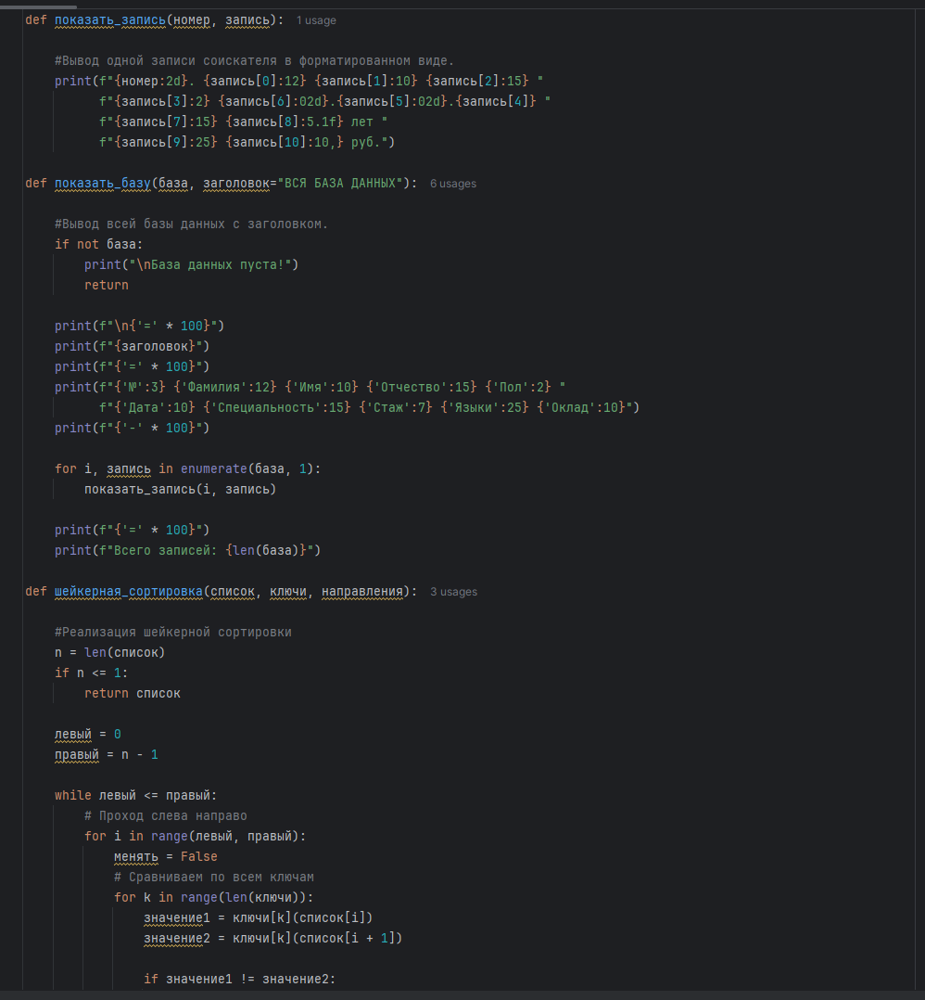 def показать_запись(номер, запись): 1 usage
#Вывод одной записи соискателя в форматированном виде.
print(f"{номер:2d}. {запись[0]:12} {запись[1]:10} {запись[2]:15} "
f"{запись[3]:2} {запись[6]:02d}.{запись[5]:02d}.{запись[4]} "
f"{запись[7]:15} {запись[8]:5.1f} лет "
f"{запись[9]:25} {запись[10]:10,} руб.")
def показать_базу(база, заголовок="ВСЯ БАЗА ДАННЫХ"): 6 usages
#Вывод всей базы данных с заголовком.
if not база:
print("\nБаза данных пуста!")
return
print(f"\n{'=' * 100}")
print(f"{заголовок}")
print(f"{'=' * 100}")
print(f"{'№':3} {'Фамилия':12} {'Имя':10} {'Отчество':15} {'Пол':2} "
f"{'Дата':10} {'Специальность':15} {'Стаж':7} {'Языки':25} {'Оклад':10}")
print(f"{'-' * 100}")
for i, запись in enumerate(база, 1):
показать_запись(i, запись)
print(f"{'=' * 100}")
print(f"Всего записей: {len(база)}")
def шейкерная_сортировка(список, ключи, направления): 3 usages
#Реализация шейкерной сортировки
n = len(список)
if n <= 1:
return список
левый = 0
правый = n - 1
while левый <= правый:
# Проход слева направо
for i in range(левый, правый):
менять = False
# Сравниваем по всем ключам
for k in range(len(ключи)):
значение1 = ключи[k](список[i])
значение2 = ключи[k](список[i + 1])
if значение1 != значение2: